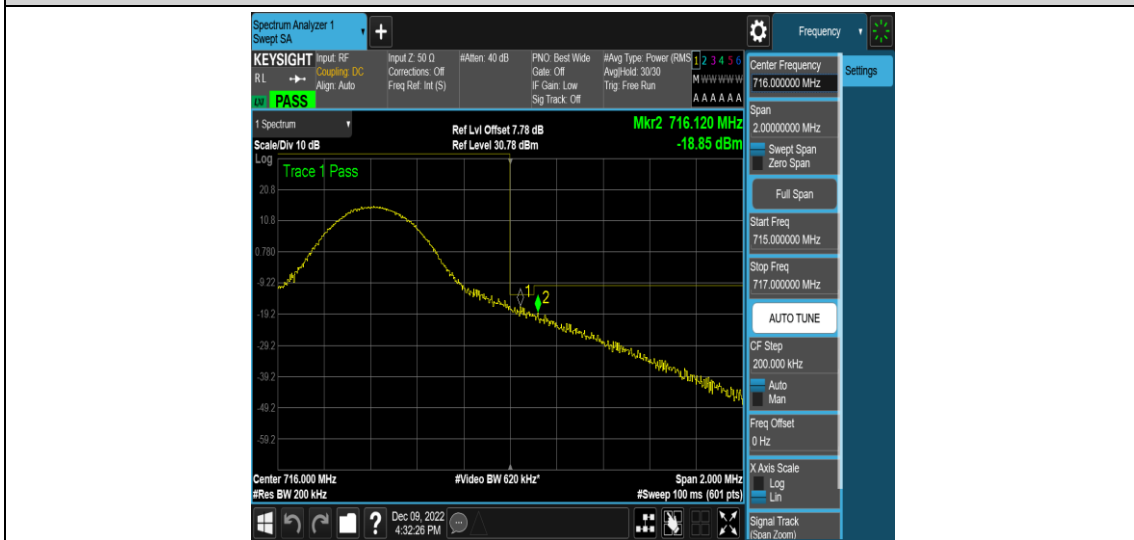 Spectrum Analyzer 1
Swept SA
+
Frequency
KEYSIGHT
RL
LXI PASS
Input: RF
Coupling: DC
Align: Auto
Input Z: 50 Ω
Corrections: Off
Freq Ref: Int (S)
#Atten: 40 dB
PNO: Best Wide
Gate: Off
IF Gain: Low
Sig Track: Off
#Avg Type: Power (RMS
Avg|Hold: 30/30
Trig: Free Run
1 2 3 4 5 6
M W W W W W
A A A A A A
1 Spectrum
Scale/Div 10 dB
Ref Lvl Offset 7.78 dB
Ref Level 30.78 dBm
Mkr2 716.120 MHz
-18.85 dBm
Log
Trace 1 Pass
20.8
10.8
0.780
-9.22
-19.2
-29.2
-39.2
-49.2
-59.2
1
2
Center 716.000 MHz
#Res BW 200 kHz
#Video BW 620 kHz*
Span 2.000 MHz
#Sweep 100 ms (601 pts)
Center Frequency
716.000000 MHz
Settings
Span
2.00000000 MHz
Swept Span
Zero Span
Full Span
Start Freq
715.000000 MHz
Stop Freq
717.000000 MHz
AUTO TUNE
CF Step
200.000 kHz
Auto
Man
Freq Offset
0 Hz
X Axis Scale
Log
Lin
Signal Track
(Span Zoom)
?
Dec 09, 2022
4:32:26 PM